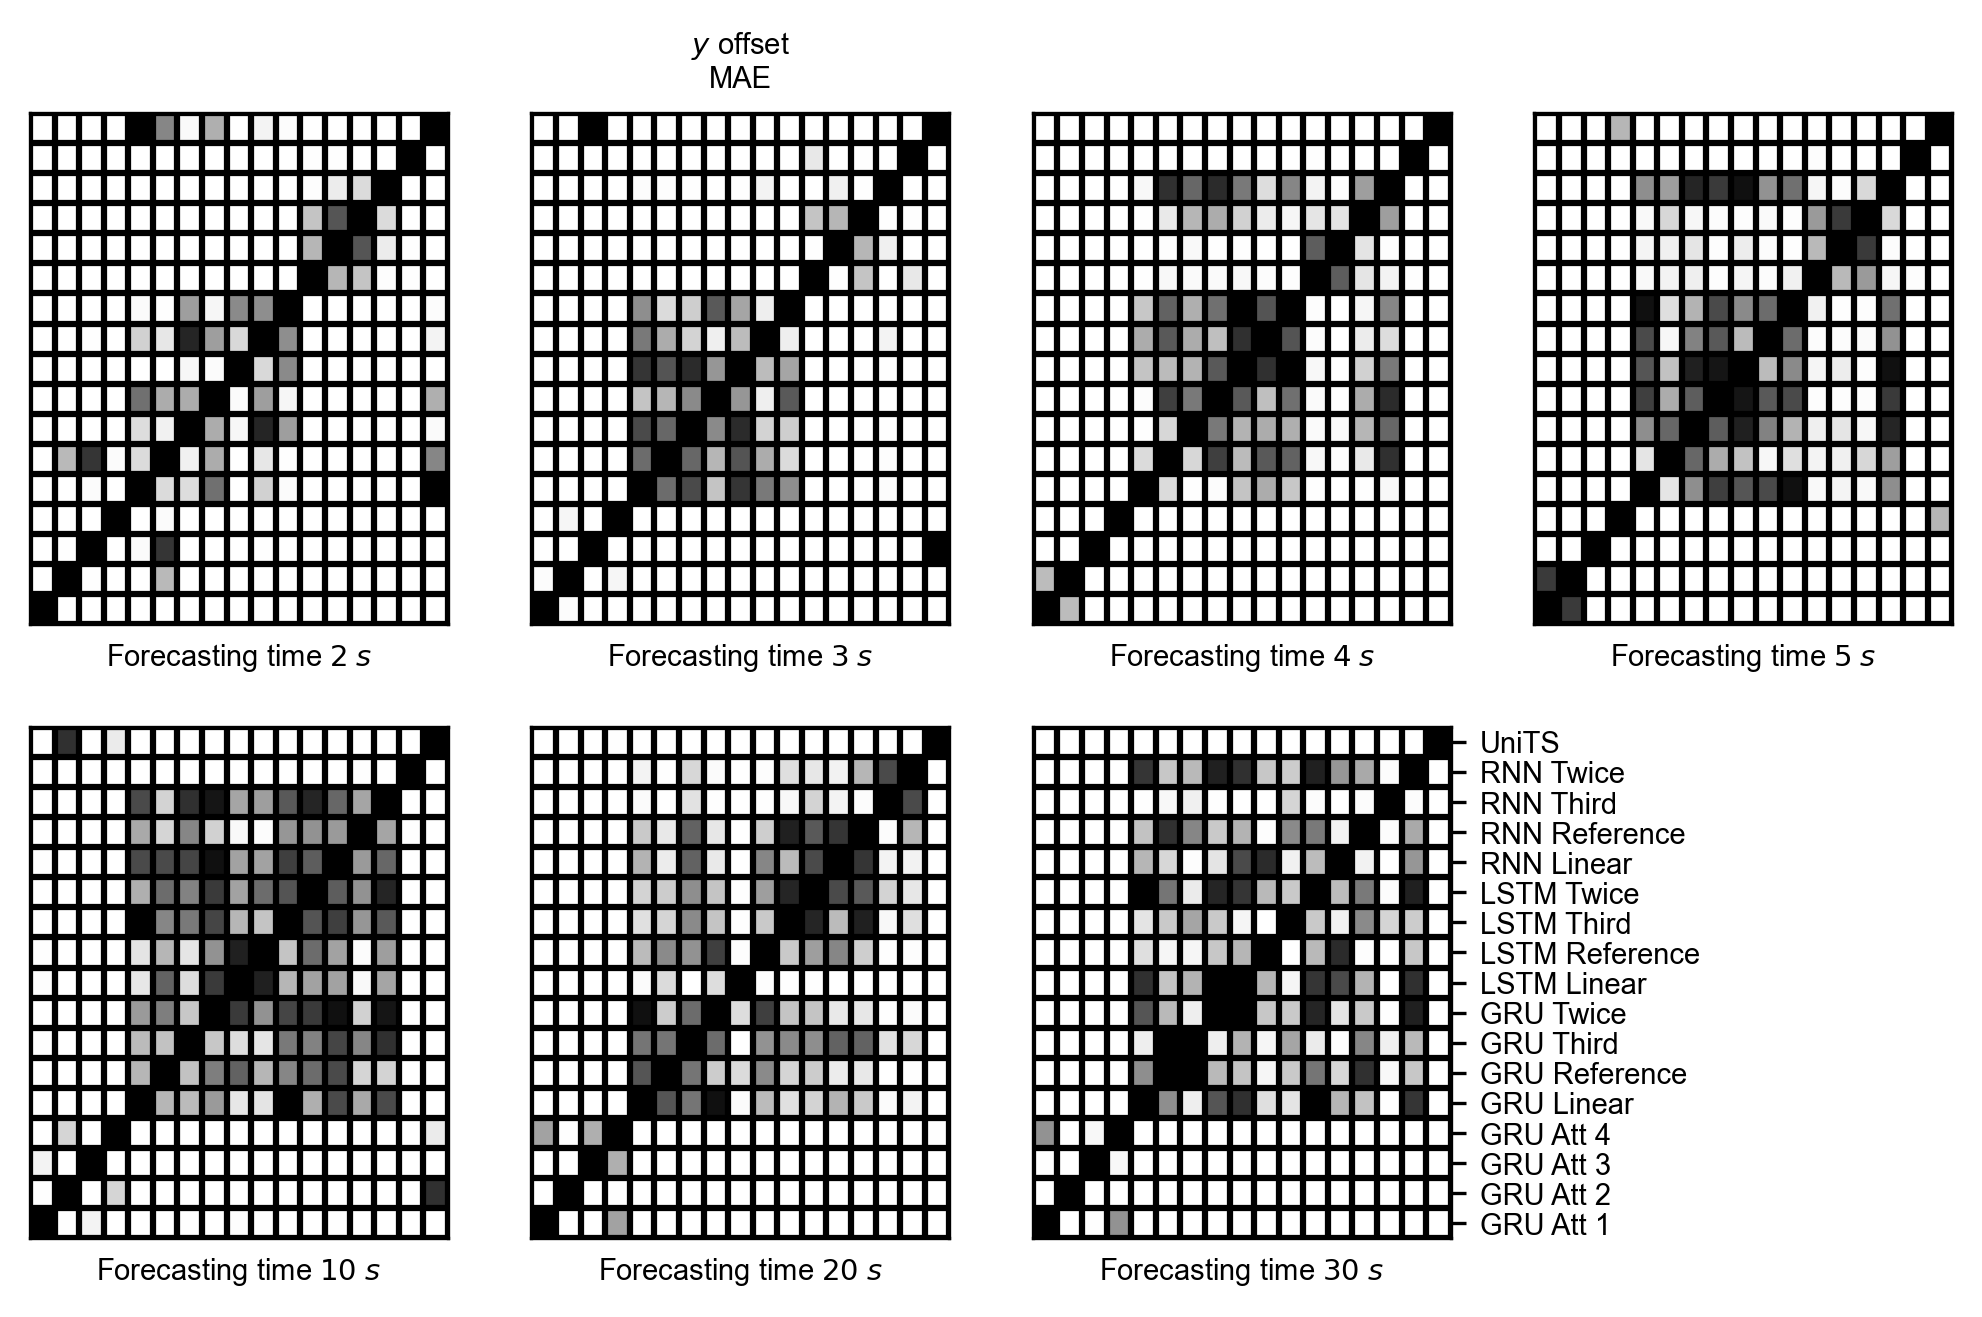 y offset
MAE
Forecasting time 2 s
Forecasting time 3 s
Forecasting time 4 s
Forecasting time 5 s
UniTS
RNN Twice
RNN Third
RNN Reference
RNN Linear
LSTM Twice
LSTM Third
LSTM Reference
LSTM Linear
GRU Twice
GRU Third
GRU Reference
GRU Linear
GRU Att 4
GRU Att 3
GRU Att 2
GRU Att 1
Forecasting time 10 s
Forecasting time 20 s
Forecasting time 30 s